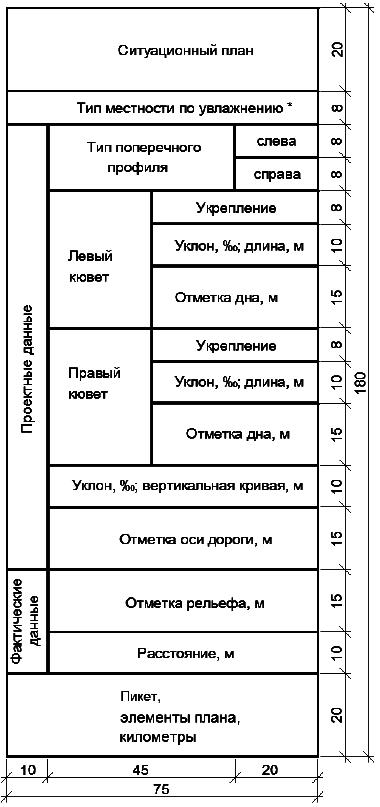 Ситуационный план
20
Тип местности по увлажнению *
8
Проектные данные
Тип поперечного
профиля
слева
8
справа
8
Левый
кювет
Укрепление
8
Уклон, ‰; длина, м
10
Отметка дна, м
15
Правый
кювет
Укрепление
8
Уклон, ‰; длина, м
10
Отметка дна, м
15
180
Уклон, ‰; вертикальная кривая, м
10
Отметка оси дороги, м
15
Фактические
данные
Отметка рельефа, м
15
Расстояние, м
10
Пикет,
элементы плана,
километры
20
10
45
20
75